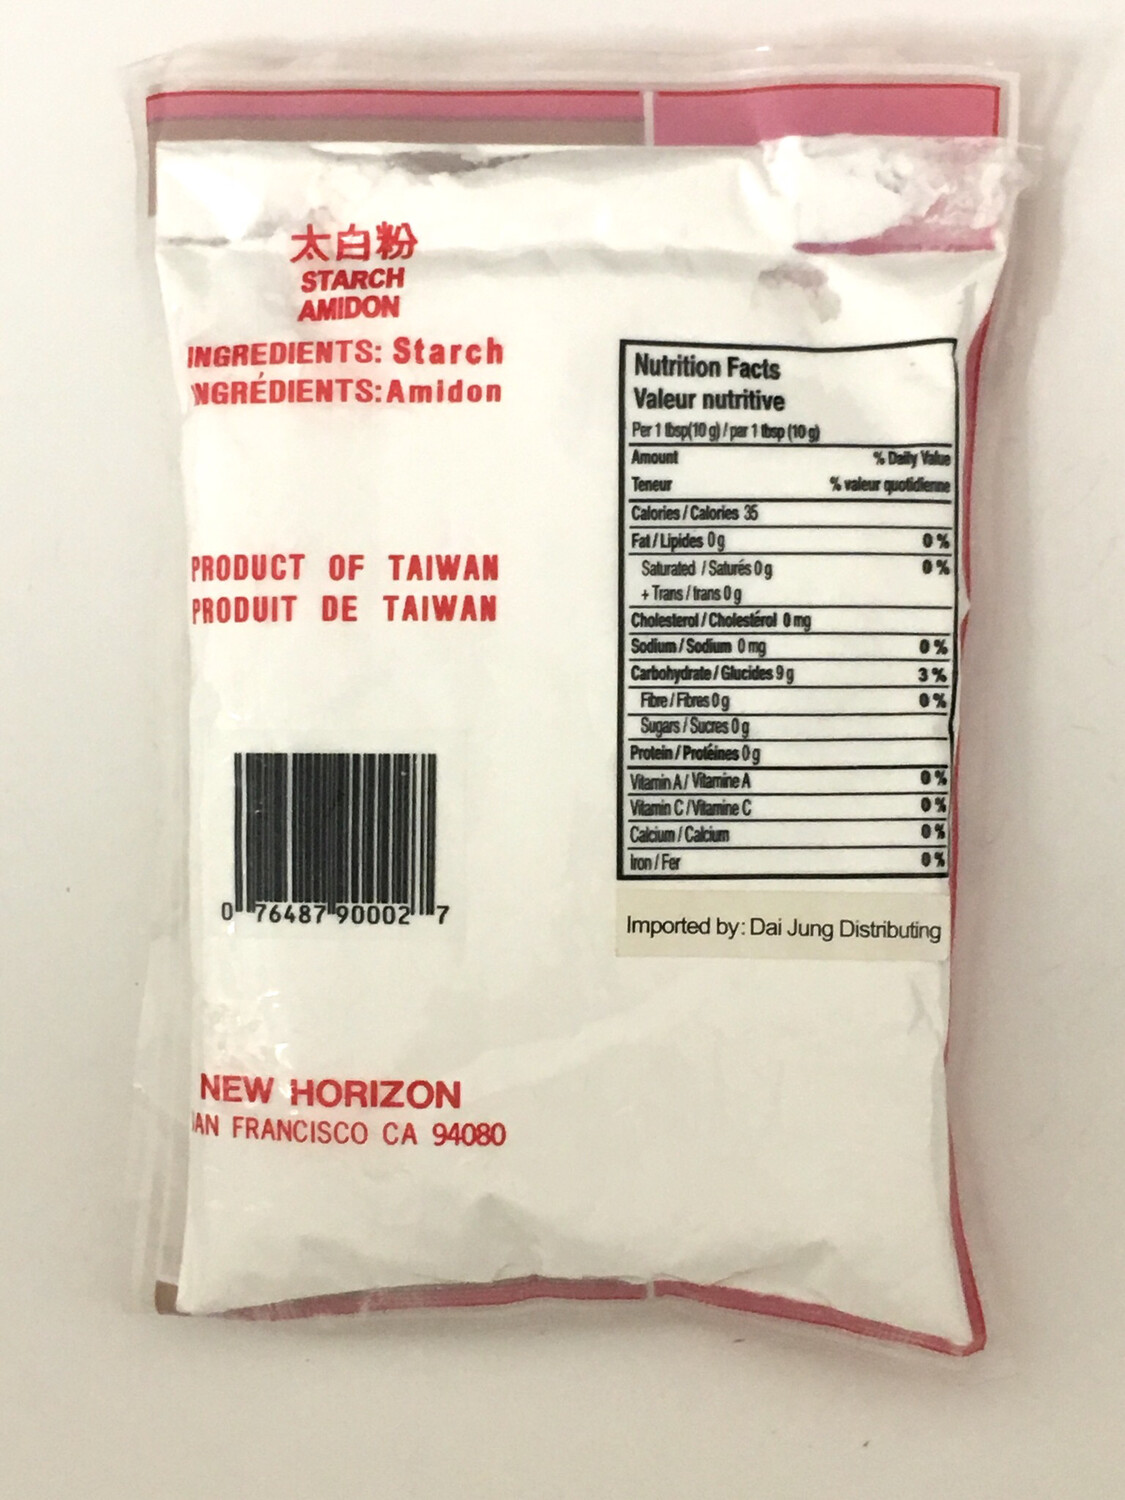 太白粉
STARCH
AMIDON
INGREDIENTS: Starch
INGRÉDIENTS:Amidon
PRODUCT OF TAIWAN
PRODUIT DE TAIWAN
0 76487 90002 7
NEW HORIZON
AN FRANCISCO CA 94080
Nutrition Facts
Valeur nutritive
Per 1 tbsp(10 g) / par 1 tbsp (10 g)
Amount % Daily Value
Teneur % valeur quotidienne
Calories / Calories 35
Fat / Lipides 0 g 0 %
Saturated / Saturés 0 g 0 %
+ Trans / trans 0 g
Cholesterol / Cholestérol 0 mg
Sodium / Sodium 0 mg 0 %
Carbohydrate / Glucides 9 g 3 %
Fibre / Fibres 0 g 0 %
Sugars / Sucres 0 g
Protein / Protéines 0 g
Vitamin A / Vitamine A 0 %
Vitamin C / Vitamine C 0 %
Calcium / Calcium 0 %
Iron / Fer 0 %
Imported by: Dai Jung Distributing